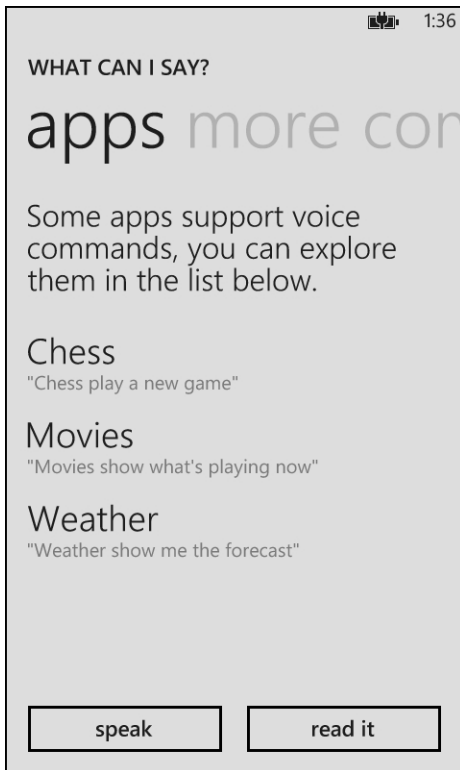 1:36
WHAT CAN I SAY?
apps more con
Some apps support voice
commands, you can explore
them in the list below.
Chess
"Chess play a new game"
Movies
"Movies show what's playing now"
Weather
"Weather show me the forecast"
speak read it